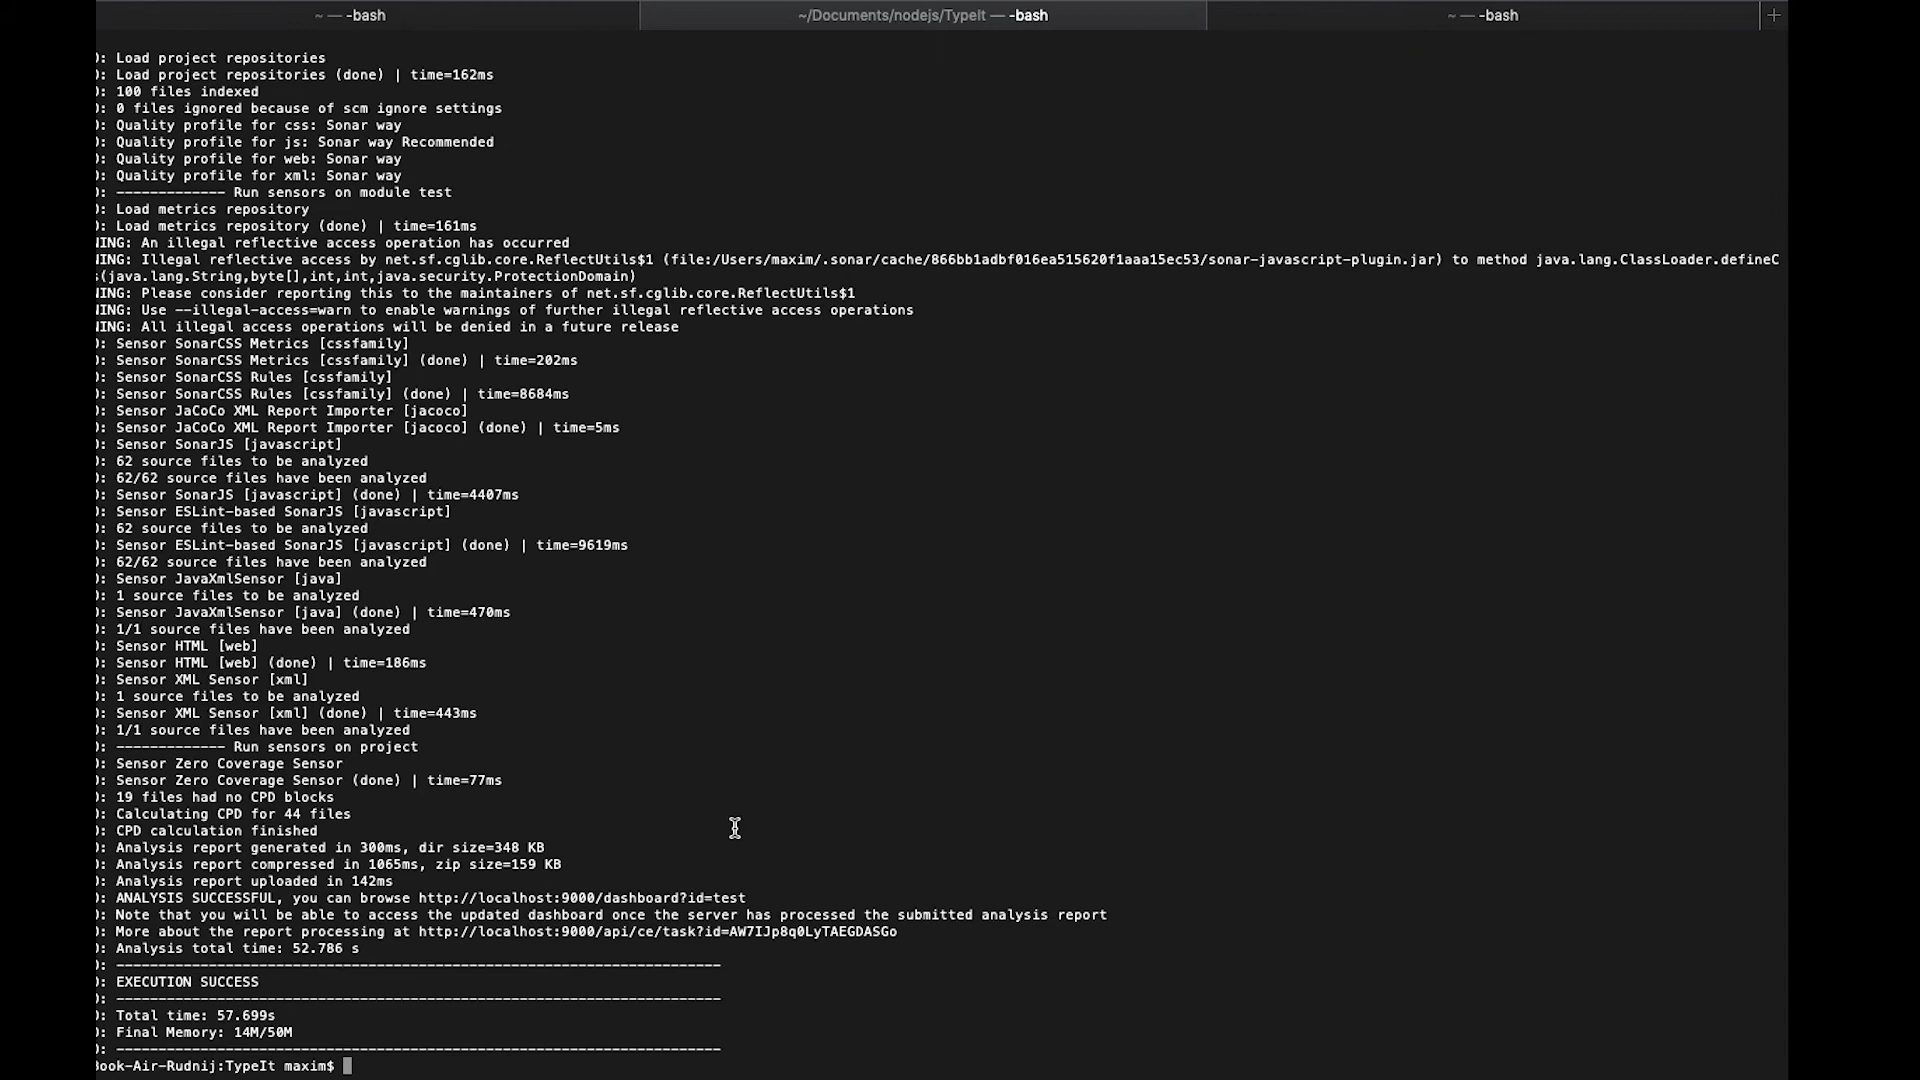 ~ — -bash
~/Documents/nodejs/TypeIt — -bash
~ — -bash
+
O: Load project repositories
O: Load project repositories (done) | time=162ms
O: 100 files indexed
O: 0 files ignored because of scm ignore settings
O: Quality profile for css: Sonar way
O: Quality profile for js: Sonar way Recommended
O: Quality profile for web: Sonar way
O: Quality profile for xml: Sonar way
O: ------------- Run sensors on module test
O: Load metrics repository
O: Load metrics repository (done) | time=161ms
NING: An illegal reflective access operation has occurred
NING: Illegal reflective access by net.sf.cglib.core.ReflectUtils$1 (file:/Users/maxim/.sonar/cache/866bb1adbf016ea515620f1aaa15ec53/sonar-javascript-plugin.jar) to method java.lang.ClassLoader.defineC
s(java.lang.String,byte[],int,int,java.security.ProtectionDomain)
NING: Please consider reporting this to the maintainers of net.sf.cglib.core.ReflectUtils$1
NING: Use --illegal-access=warn to enable warnings of further illegal reflective access operations
NING: All illegal access operations will be denied in a future release
O: Sensor SonarCSS Metrics [cssfamily]
O: Sensor SonarCSS Metrics [cssfamily] (done) | time=202ms
O: Sensor SonarCSS Rules [cssfamily]
O: Sensor SonarCSS Rules [cssfamily] (done) | time=8684ms
O: Sensor JaCoCo XML Report Importer [jacoco]
O: Sensor JaCoCo XML Report Importer [jacoco] (done) | time=5ms
O: Sensor SonarJS [javascript]
O: 62 source files to be analyzed
O: 62/62 source files have been analyzed
O: Sensor SonarJS [javascript] (done) | time=4407ms
O: Sensor ESLint-based SonarJS [javascript]
O: 62 source files to be analyzed
O: Sensor ESLint-based SonarJS [javascript] (done) | time=9619ms
O: 62/62 source files have been analyzed
O: Sensor JavaXmlSensor [java]
O: 1 source files to be analyzed
O: Sensor JavaXmlSensor [java] (done) | time=470ms
O: 1/1 source files have been analyzed
O: Sensor HTML [web]
O: Sensor HTML [web] (done) | time=186ms
O: Sensor XML Sensor [xml]
O: 1 source files to be analyzed
O: Sensor XML Sensor [xml] (done) | time=443ms
O: 1/1 source files have been analyzed
O: ------------- Run sensors on project
O: Sensor Zero Coverage Sensor
O: Sensor Zero Coverage Sensor (done) | time=77ms
O: 19 files had no CPD blocks
O: Calculating CPD for 44 files
O: CPD calculation finished
O: Analysis report generated in 300ms, dir size=348 KB
O: Analysis report compressed in 1065ms, zip size=159 KB
O: Analysis report uploaded in 142ms
O: ANALYSIS SUCCESSFUL, you can browse http://localhost:9000/dashboard?id=test
O: Note that you will be able to access the updated dashboard once the server has processed the submitted analysis report
O: More about the report processing at http://localhost:9000/api/ce/task?id=AW7IJp8q0LyTAEGDASGo
O: Analysis total time: 52.786 s
O: ------------------------------------------------------------------------
O: EXECUTION SUCCESS
O: ------------------------------------------------------------------------
O: Total time: 57.699s
O: Final Memory: 14M/50M
O: ------------------------------------------------------------------------
Book-Air-Rudnij:TypeIt maxim$